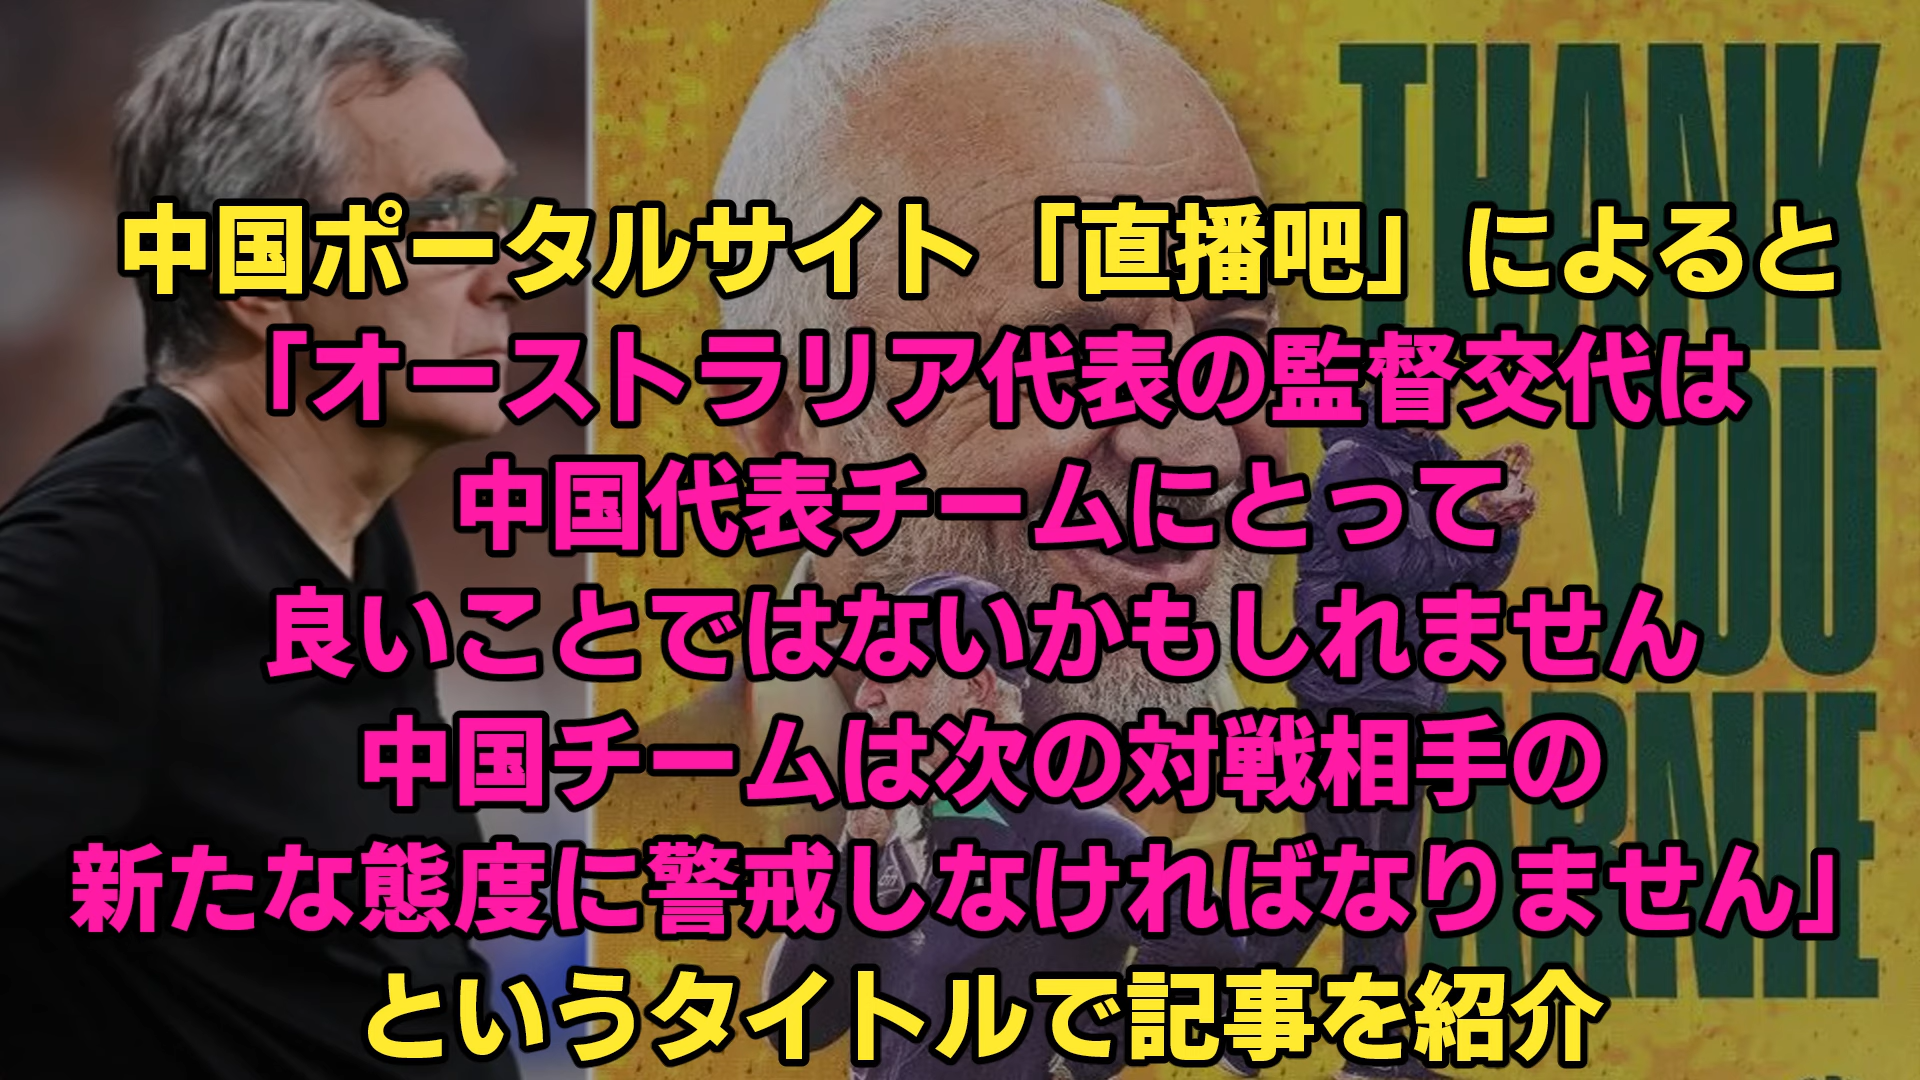 中国ポータルサイト「直播吧」によると
「オーストラリア代表の監督交代は
中国代表チームにとって
良いことではないかもしれません
中国チームは次の対戦相手の
新たな態度に警戒しなければなりません」
というタイトルで記事を紹介
THANK
YOU
ARNIE